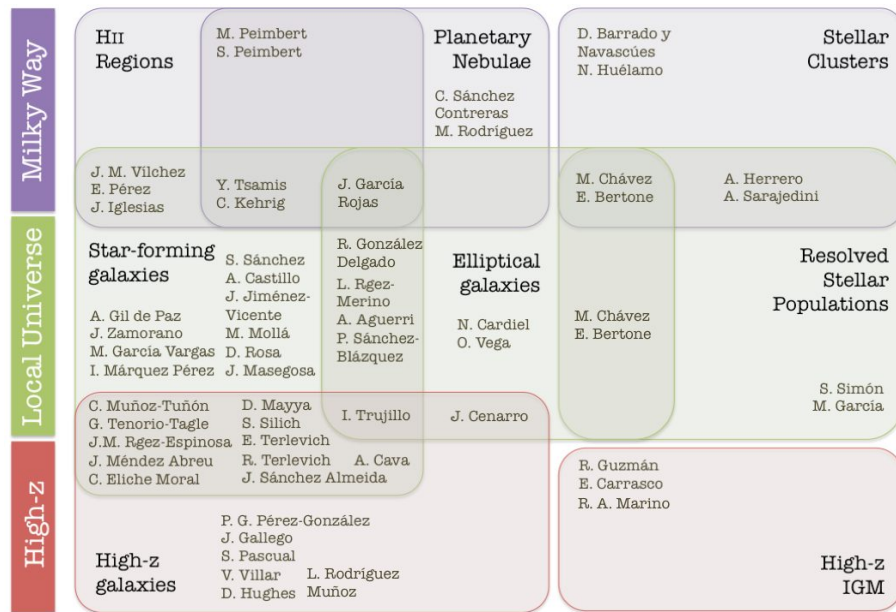 Milky Way
HII
Regions
M. Peimbert
S. Peimbert
Planetary
Nebulae
C. Sánchez
Contreras
M. Rodríguez
D. Barrado y
Navascúes
N. Huélamo
Stellar
Clusters
J. M. Vílchez
E. Pérez
J. Iglesias
Y. Tsamis
C. Kehrig
J. García
Rojas
M. Chávez
E. Bertone
A. Herrero
A. Sarajedini
Local Universe
Star-forming
galaxies
A. Gil de Paz
J. Zamorano
M. García Vargas
I. Márquez Pérez
S. Sánchez
A. Castillo
J. Jiménez-
Vicente
M. Mollá
D. Rosa
J. Masegosa
R. González
Delgado
L. Rgez-
Merino
A. Aguerri
P. Sánchez-
Blázquez
Elliptical
galaxies
N. Cardiel
O. Vega
M. Chávez
E. Bertone
Resolved
Stellar
Populations
S. Simón
M. García
C. Muñoz-Tuñón
G. Tenorio-Tagle
J.M. Rgez-Espinosa
J. Méndez Abreu
C. Eliche Moral
D. Mayya
S. Silich
E. Terlevich
R. Terlevich
J. Sánchez Almeida
A. Cava
I. Trujillo
J. Cenarro
High-z
R. Guzmán
E. Carrasco
R. A. Marino
High-z
galaxies
P. G. Pérez-González
J. Gallego
S. Pascual
V. Villar
D. Hughes
L. Rodríguez
Muñoz
High-z
IGM